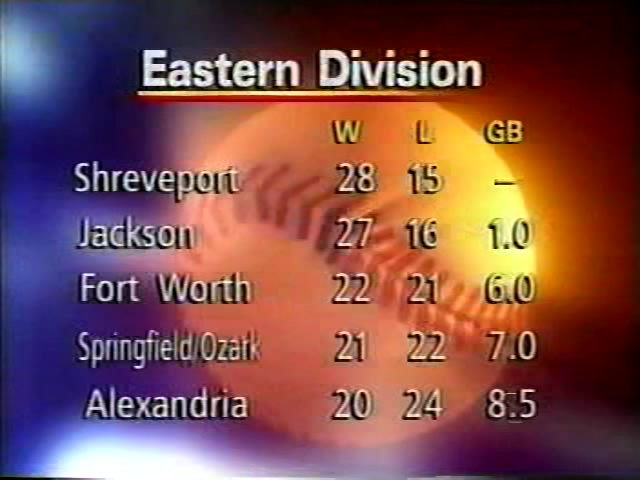 Eastern Division
W L GB
Shreveport 28 15 –
Jackson 27 16 1.0
Fort Worth 22 21 6.0
Springfield/Ozark 21 22 7.0
Alexandria 20 24 8.5